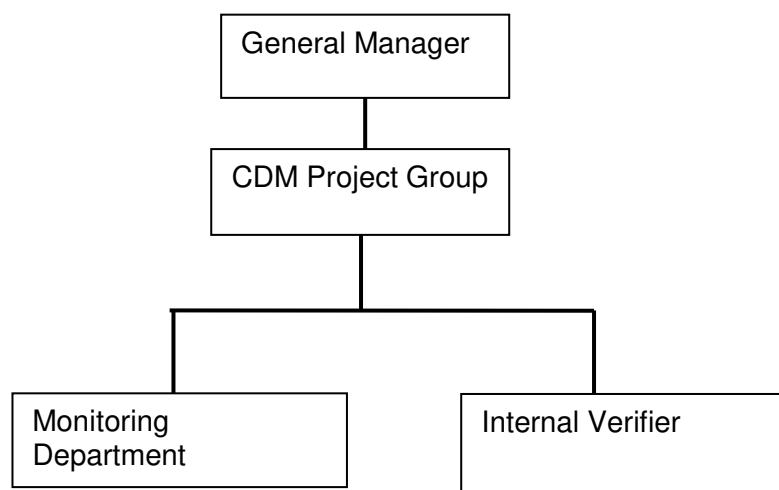 General Manager
CDM Project Group
Monitoring
Department
Internal Verifier